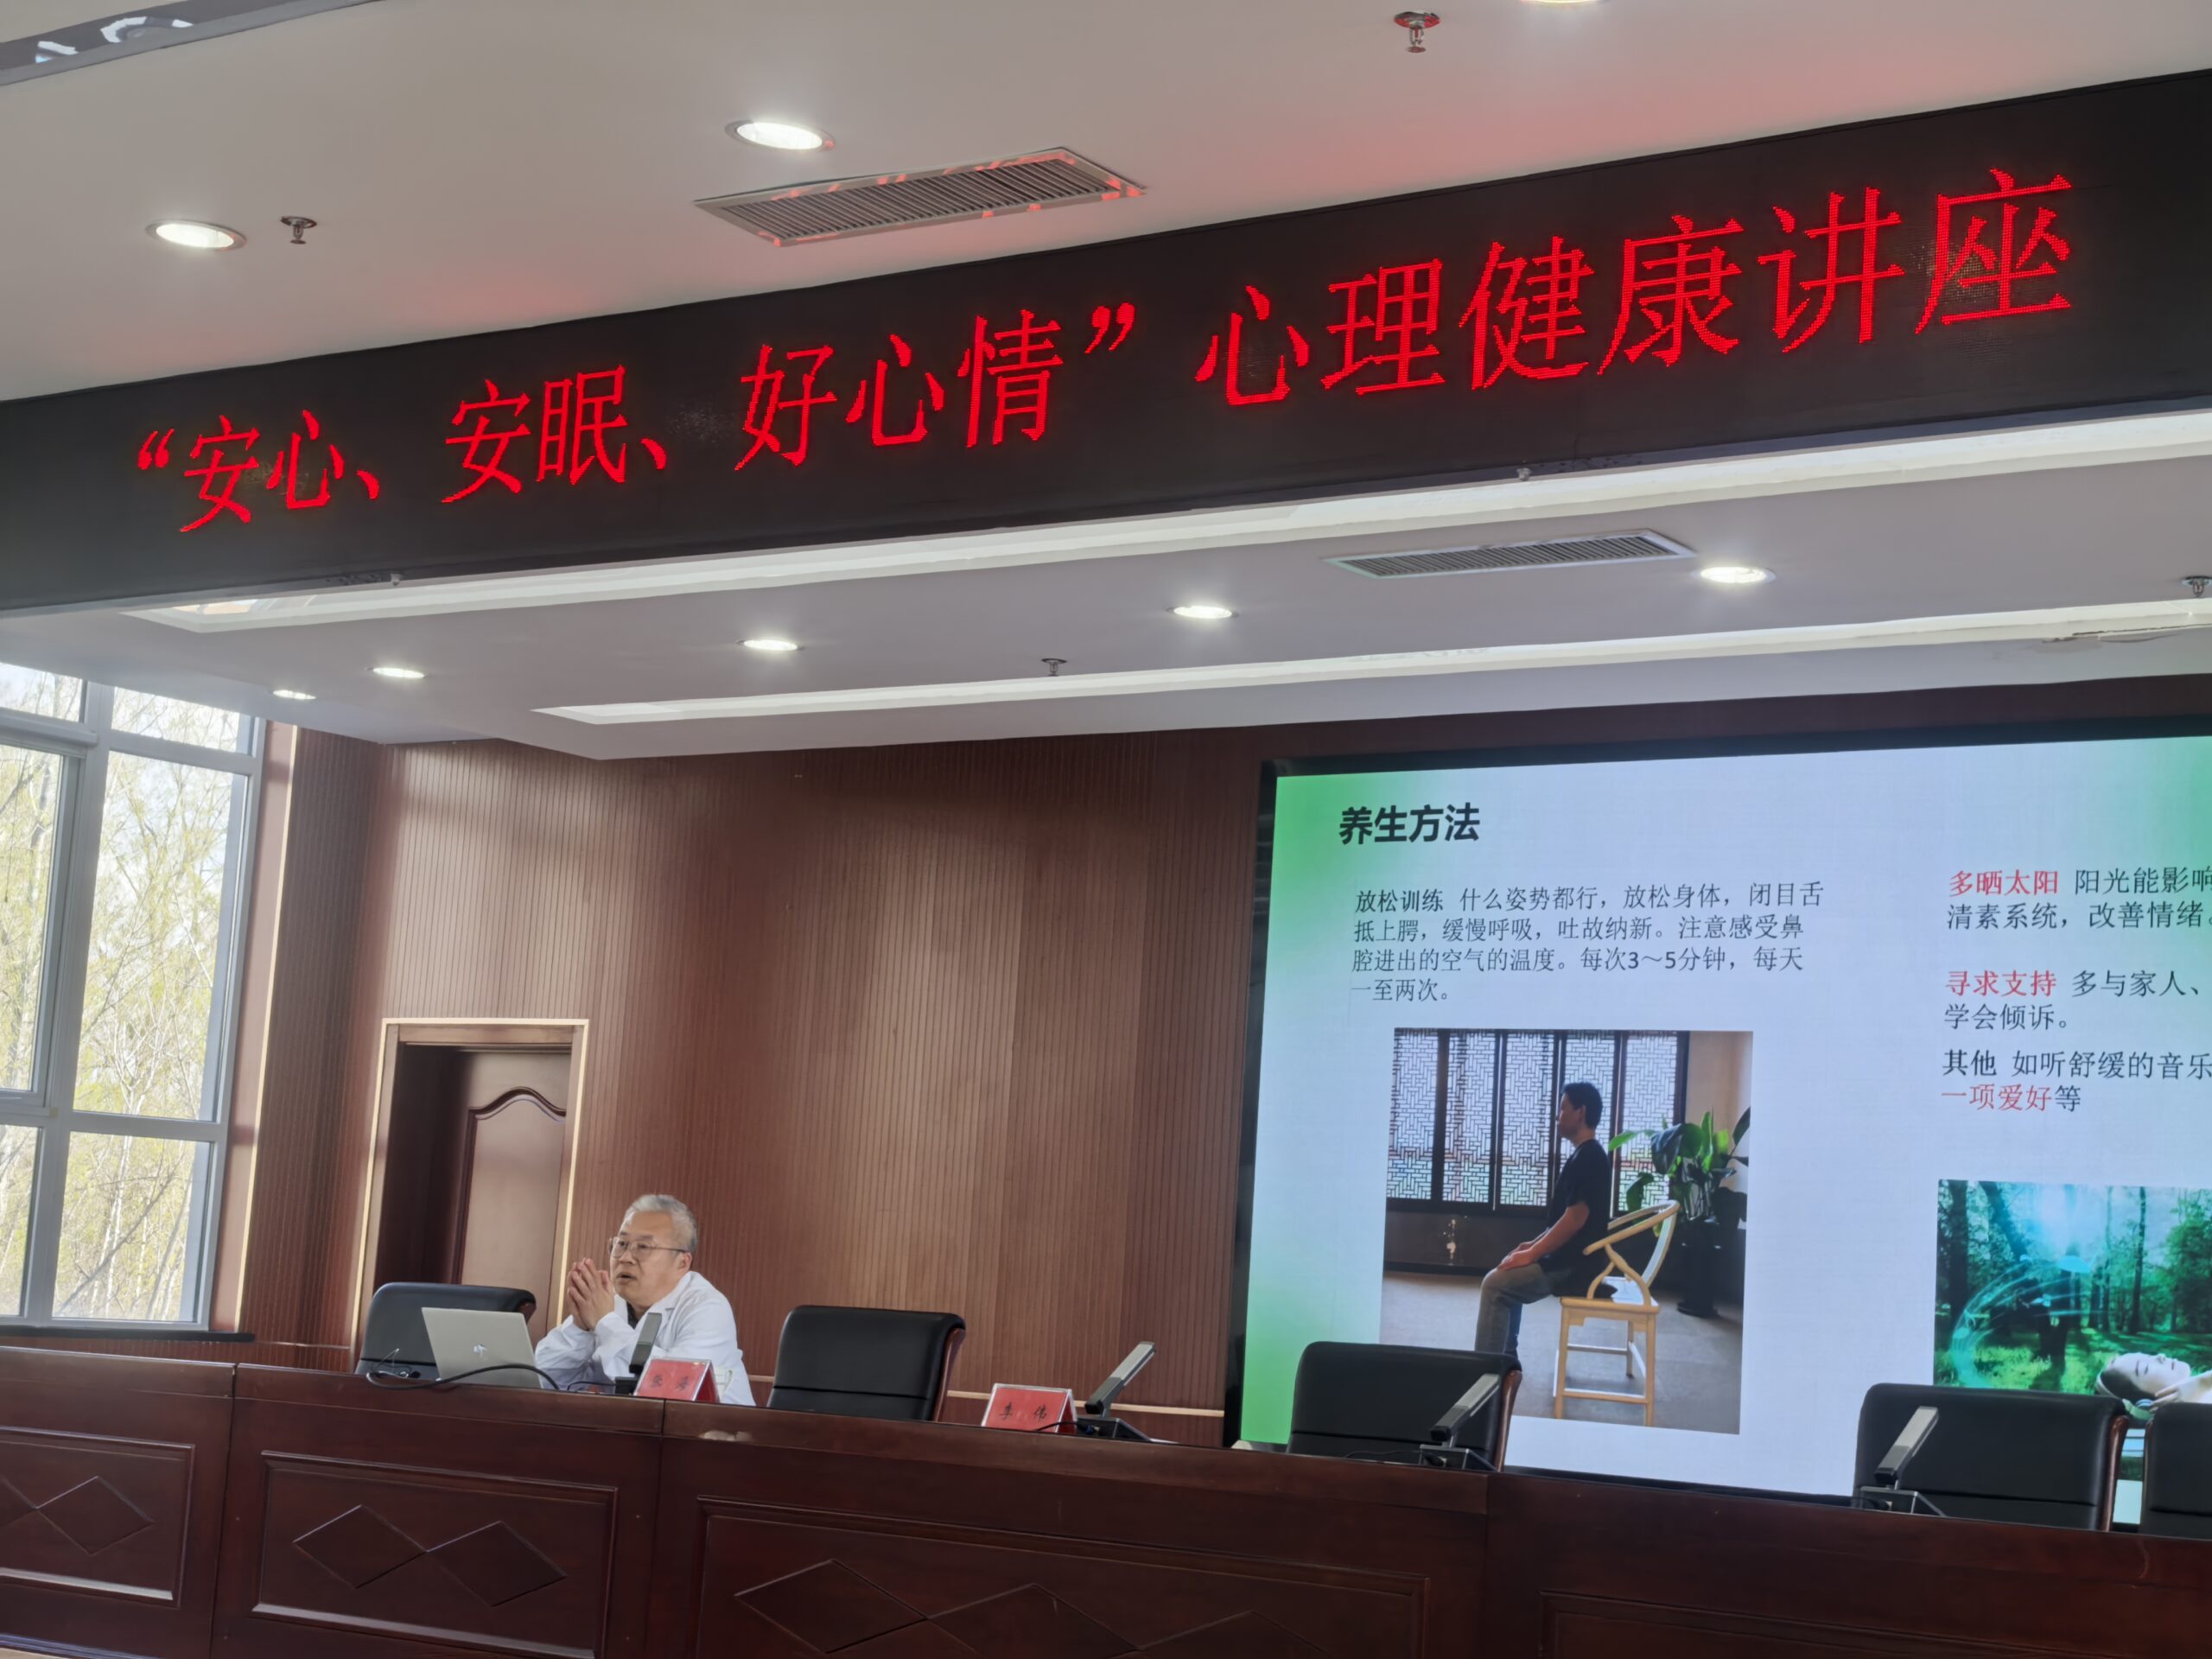 “安心、安眠、好心情”心理健康讲座
养生方法
放松训练 什么姿势都行，放松身体，闭目舌
抵上腭，缓慢呼吸，吐故纳新。注意感受鼻
腔进出的空气的温度。每次3～5分钟，每天
一至两次。
多晒太阳 阳光能影响
清素系统，改善情绪。
寻求支持 多与家人、
学会倾诉。
其他 如听舒缓的音乐
一项爱好等
李 伟
hp